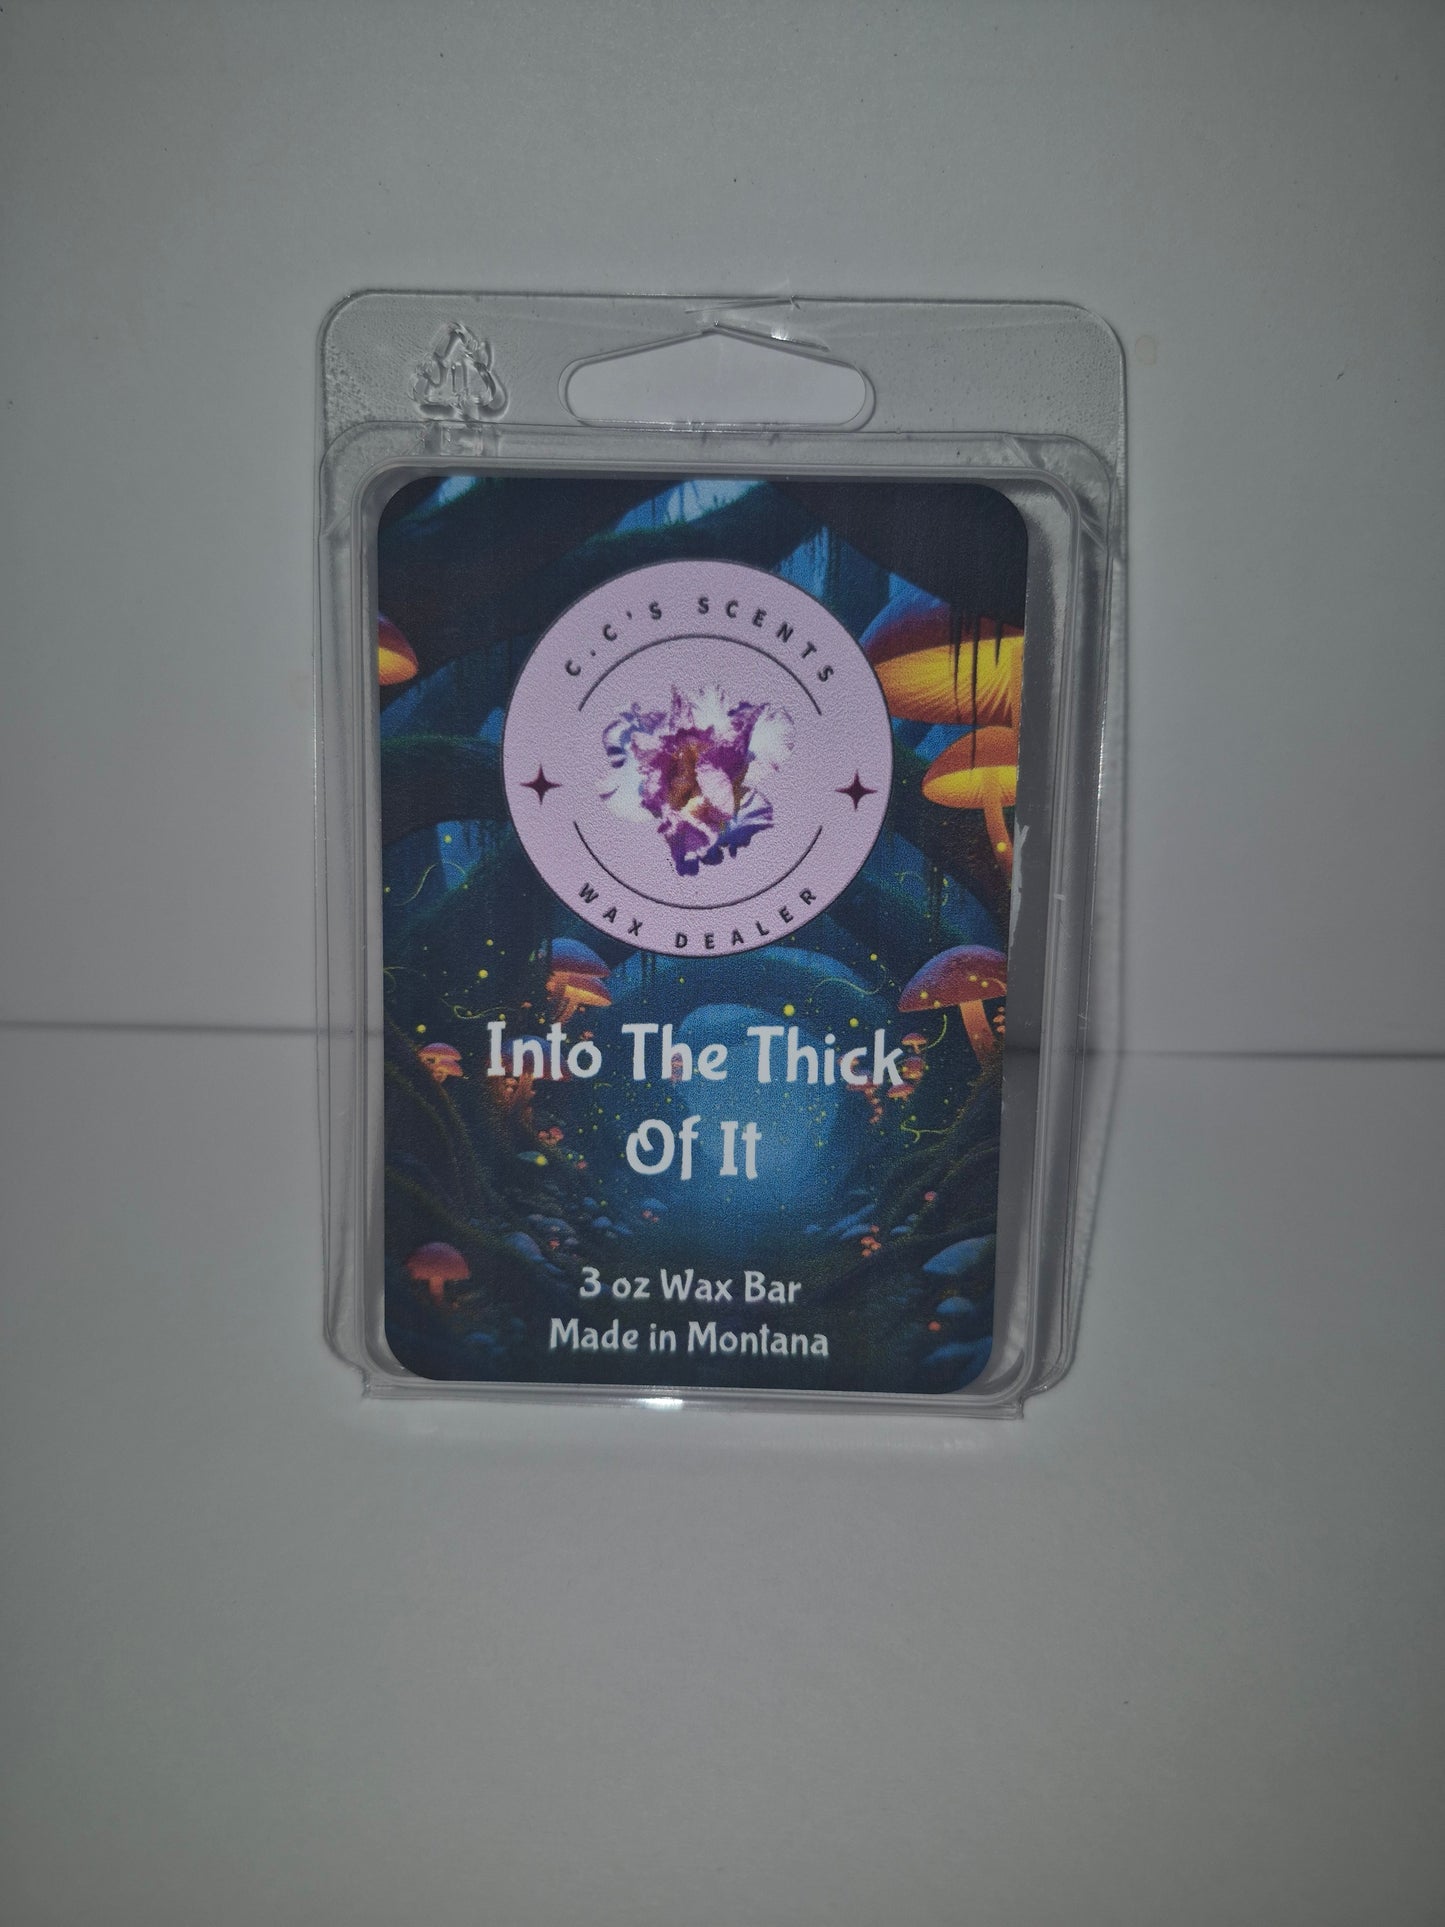 C.C'S SCENTS
WAX DEALER
Into The Thick
Of It
3 oz Wax Bar
Made in Montana